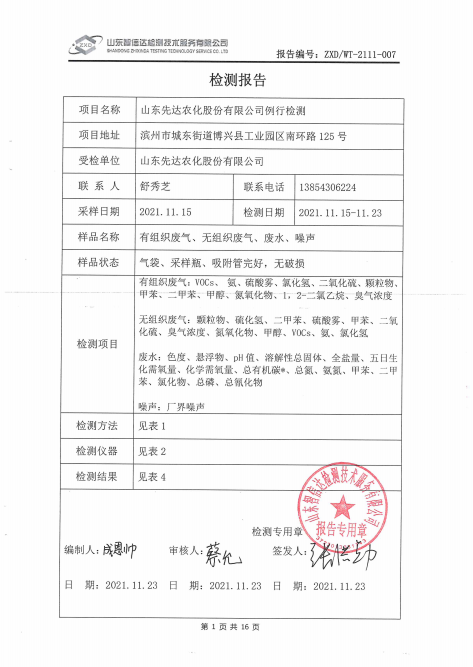 ZXD
山东智信达检测技术服务有限公司
SHANDONG ZHIXINDA TESTING TECHNOLOGY SERVICE CO., LTD
报告编号: ZXD/WT-2111-007
检测报告
项目名称 山东先达农化股份有限公司例行检测
项目地址 滨州市城东街道博兴县工业园区南环路 125 号
受检单位 山东先达农化股份有限公司
联 系 人 舒秀芝 联系电话 13854306224
采样日期 2021.11.15 检测日期 2021.11.15-11.23
样品名称 有组织废气、无组织废气、废水、噪声
样品状态 气袋、采样瓶、吸附管完好，无破损
检测项目
有组织废气: VOCs、 氨、硫酸雾、氯化氢、二氧化硫、颗粒物、
甲苯、二甲苯、甲醇、氮氧化物、1，2-二氯乙烷、臭气浓度
无组织废气: 颗粒物、硫化氢、二甲苯、硫酸雾、甲苯、二氧
化硫、臭气浓度、氮氧化物、甲醇、VOCs、氨、氯化氢
废水: 色度、悬浮物、pH 值、溶解性总固体、全盐量、五日生
化需氧量、化学需氧量、总有机碳*、总氮、氨氮、甲苯、二甲
苯、氯化物、总磷、总氰化物
噪声: 厂界噪声
检测方法 见表 1
检测仪器 见表 2
检测结果 见表 4
山东智信达检测技术服务有限公司
报告专用章
检测专用章
编制人: 审核人: 蔡允 签发人:
日 期: 2021.11.23 日 期: 2021.11.23 日 期: 2021.11.23
第 1 页 共 16 页